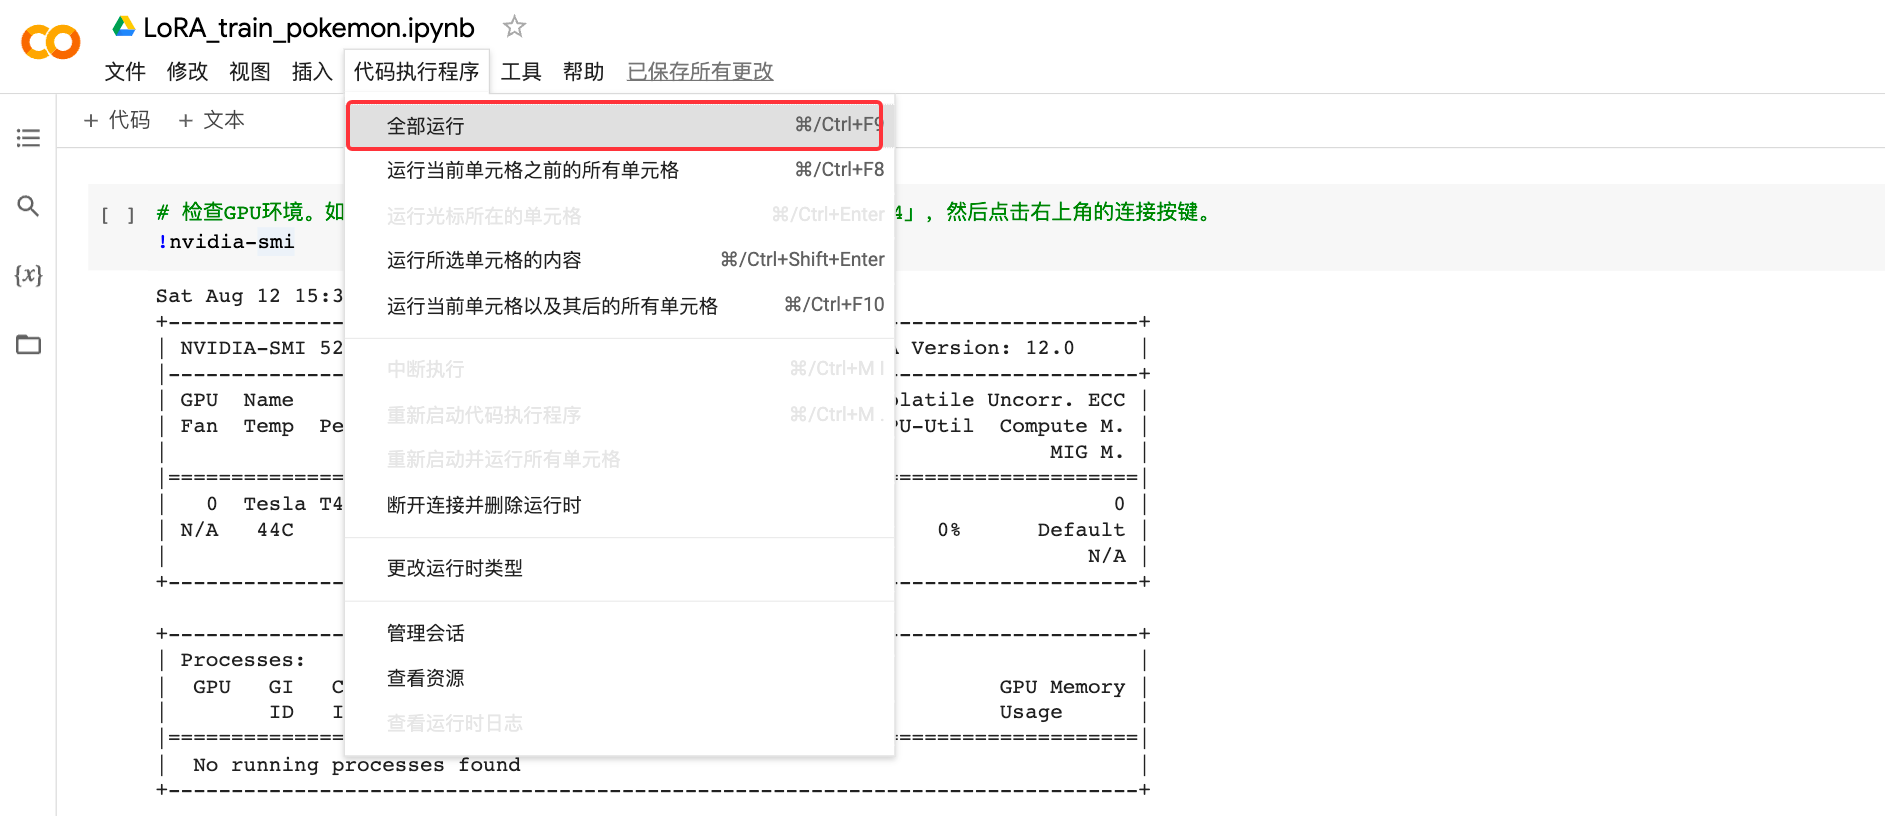 LoRA_train_pokemon.ipynb
文件 修改 视图 插入 代码执行程序 工具 帮助 已保存所有更改
+ 代码 + 文本
全部运行 ⌘/Ctrl+F9
运行当前单元格之前的所有单元格 ⌘/Ctrl+F8
运行光标所在的单元格 ⌘/Ctrl+Enter
运行所选单元格的内容 ⌘/Ctrl+Shift+Enter
运行当前单元格以及其后的所有单元格 ⌘/Ctrl+F10
中断执行 ⌘/Ctrl+M I
重新启动代码执行程序 ⌘/Ctrl+M .
重新启动并运行所有单元格
断开连接并删除运行时
更改运行时类型
管理会话
查看资源
查看运行时日志
{x}
[ ] # 检查GPU环境。如 4」，然后点击右上角的连接按键。
!nvidia-smi
Sat Aug 12 15:3
NVIDIA-SMI 52 Version: 12.0
GPU Name Uncorr. ECC
Fan Temp Compute M.
MIG M.
0 Tesla T4 0
N/A 44C 0% Default
N/A
Processes:
GPU GI GPU Memory
ID Usage
No running processes found